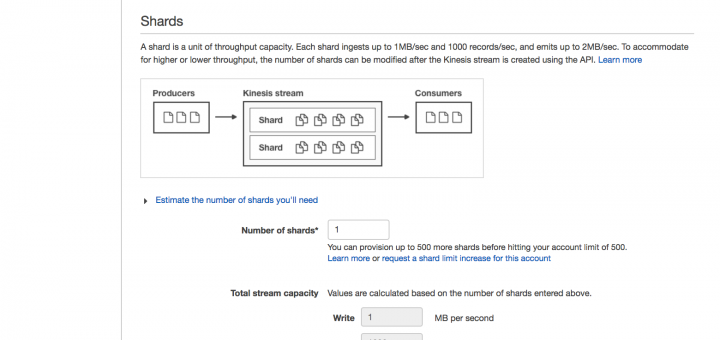 Shards
A shard is a unit of throughput capacity. Each shard ingests up to 1MB/sec and 1000 records/sec, and emits up to 2MB/sec. To accommodate
for higher or lower throughput, the number of shards can be modified after the Kinesis stream is created using the API. Learn more
Producers Kinesis stream Consumers
Shard
Shard
Estimate the number of shards you'll need
Number of shards* 1
You can provision up to 500 more shards before hitting your account limit of 500.
Learn more or request a shard limit increase for this account
Total stream capacity Values are calculated based on the number of shards entered above.
Write 1 MB per second